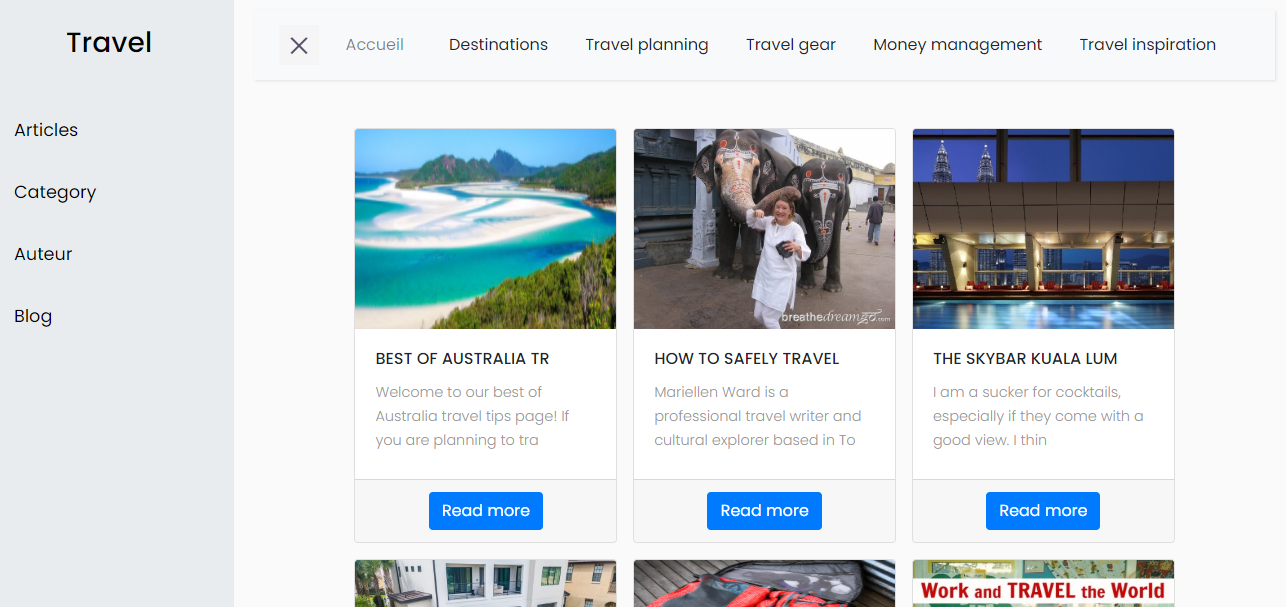 Travel
Articles
Category
Auteur
Blog
Accueil Destinations Travel planning Travel gear Money management Travel inspiration
BEST OF AUSTRALIA TR
Welcome to our best of
Australia travel tips page! If
you are planning to tra
Read more
breathedreamgo.com
HOW TO SAFELY TRAVEL
Mariellen Ward is a
professional travel writer and
cultural explorer based in To
Read more
THE SKYBAR KUALA LUM
I am a sucker for cocktails,
especially if they come with a
good view. I thin
Read more
Work and TRAVEL the World